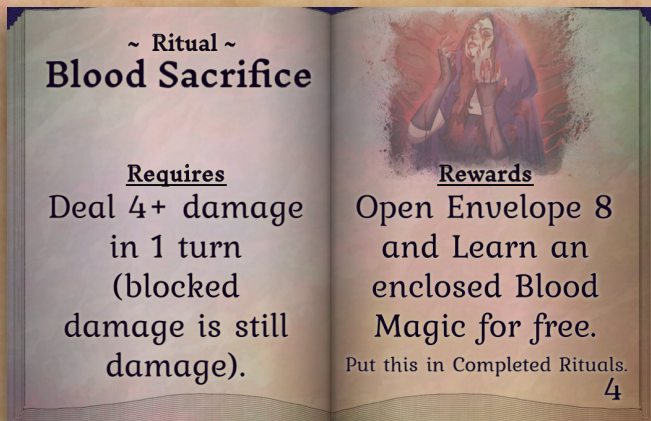 ~ Ritual ~
Blood Sacrifice
Requires
Deal 4+ damage
in 1 turn
(blocked
damage is still
damage).
Rewards
Open Envelope 8
and Learn an
enclosed Blood
Magic for free.
Put this in Completed Rituals.
4